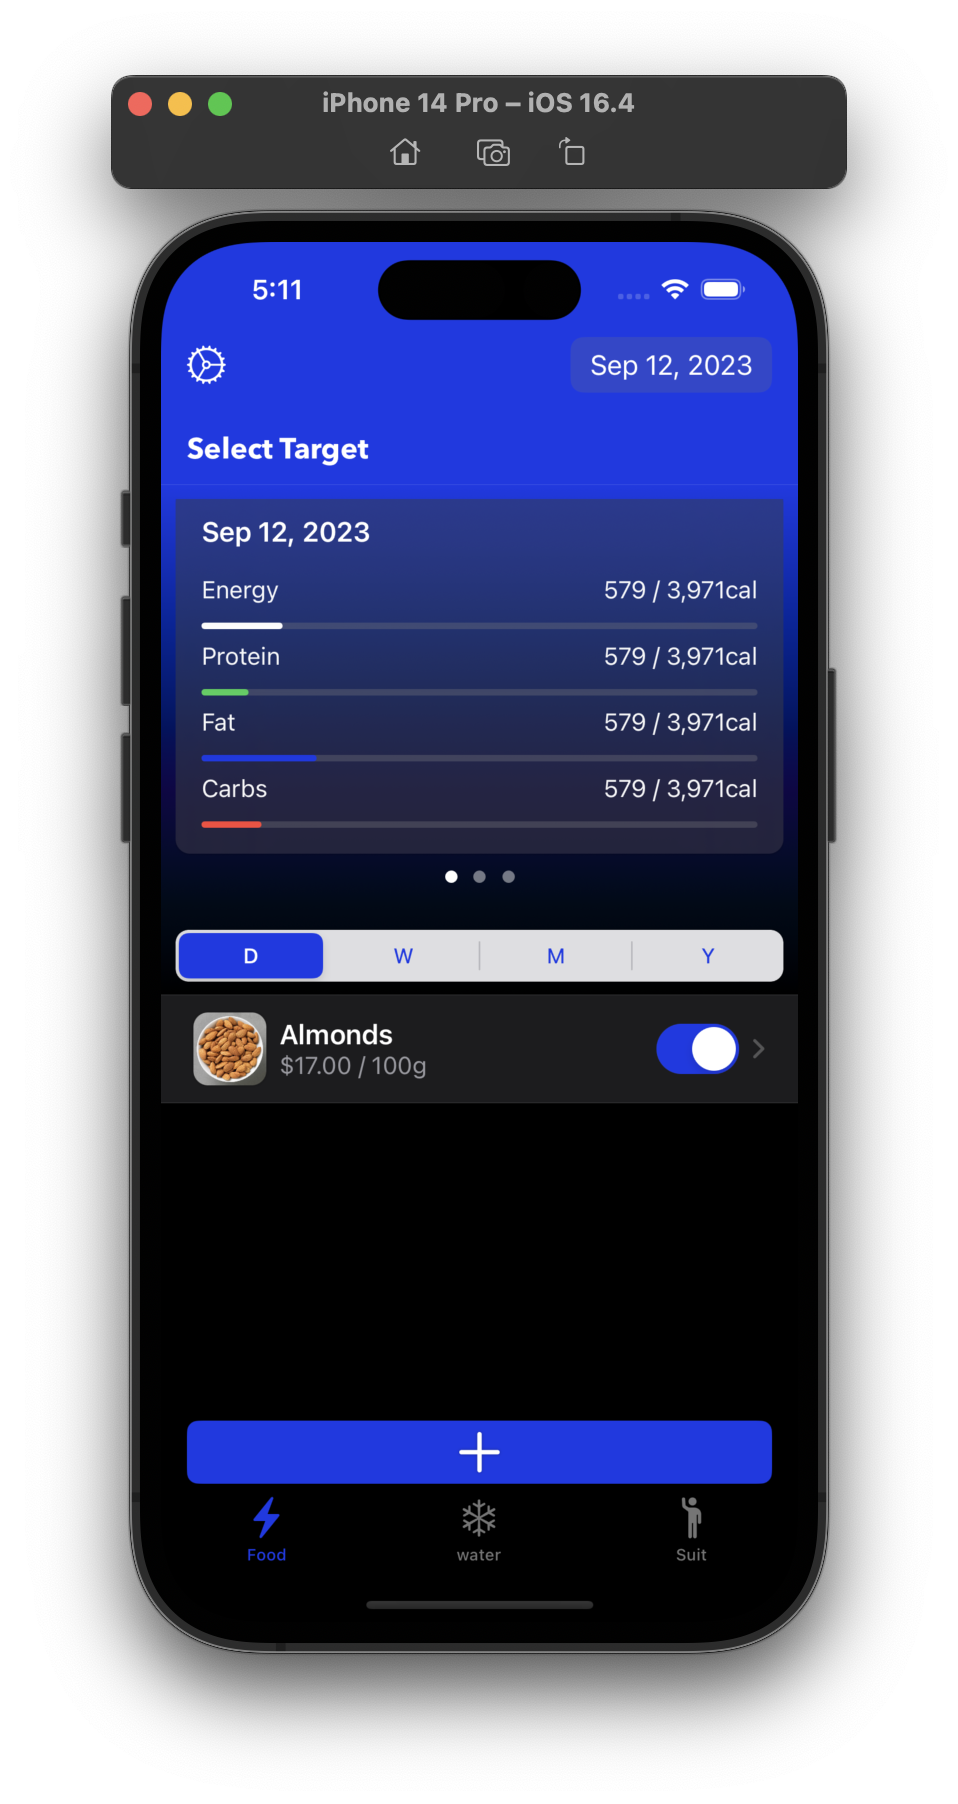 iPhone 14 Pro – iOS 16.4
5:11
Sep 12, 2023
Select Target
Sep 12, 2023
Energy 579 / 3,971cal
Protein 579 / 3,971cal
Fat 579 / 3,971cal
Carbs 579 / 3,971cal
D W M Y
Almonds
$17.00 / 100g
Food water Suit